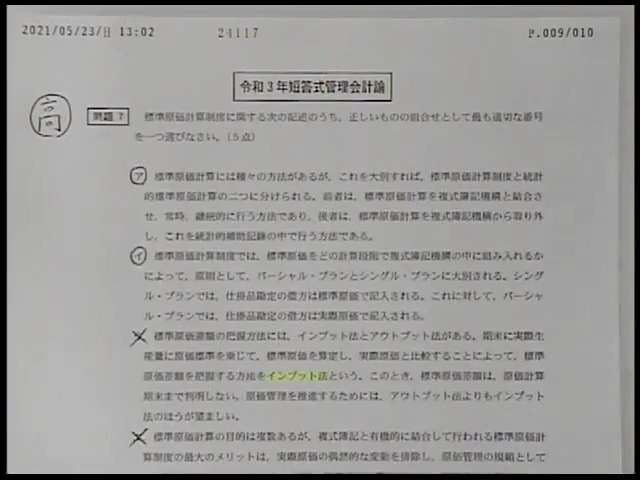 2021/05/23/日 13:02 24117 P.009/010
令和3年短答式管理会計論
高
問題7 標準原価計算制度に関する次の記述のうち、正しいものの組合せとして最も適切な番号
を一つ選びなさい。(5点)
ア 標準原価計算には種々の方法があるが、これを大別すれば、標準原価計算制度と統計
的標準原価計算の二つに分けられる。前者は、標準原価計算を複式簿記機構と結合さ
せ、常時、継続的に行う方法であり、後者は、標準原価計算を複式簿記機構から取り外
し、これを統計的補助記録の中で行う方法である。
イ 標準原価計算制度では、標準原価をどの計算段階で複式簿記機構の中に組み入れるか
によって、原則として、パーシャル・プランとシングル・プランに大別される。シング
ル・プランでは、仕掛品勘定の借方は標準原価で記入される。これに対して、パーシャ
ル・プランでは、仕掛品勘定の借方は実際原価で記入される。
標準原価差額の把握方法には、インプット法とアウトプット法がある。期末に実際生
産量に原価標準を乗じて、標準原価を算定し、実際原価と比較することによって、標準
原価差額を把握する方法をインプット法という。このとき、標準原価差額は、原価計算
期末まで判明しない。原価管理を推進するためには、アウトプット法よりもインプット
法のほうが望ましい。
標準原価計算の目的は複数あるが、複式簿記と有機的に結合して行われる標準原価計
算制度の最大のメリットは、実際原価の偶然的な変動を排除し、原価管理の規範として